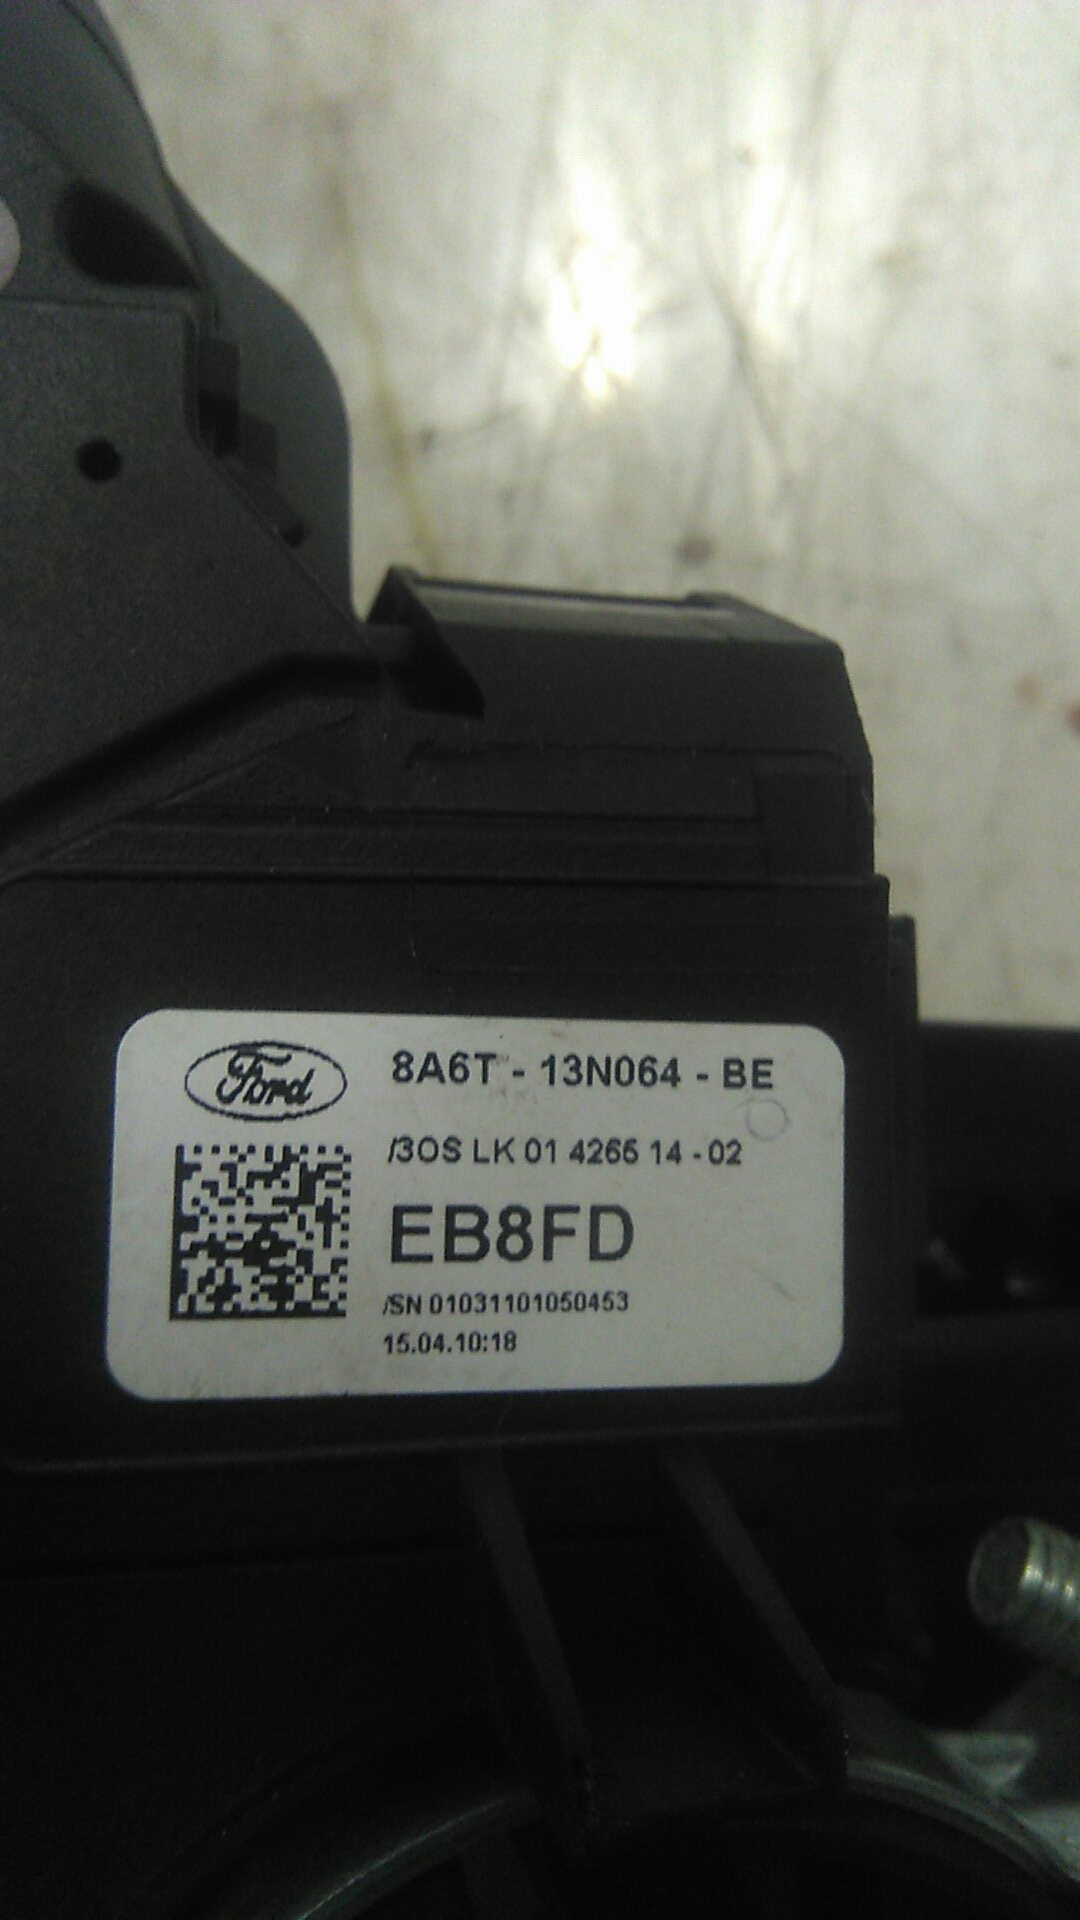 Ford
8A6T - 13N064 - BE
/3OS LK 01 4266 14 - 02
EB8FD
/SN 01031101050453
15.04.10:18